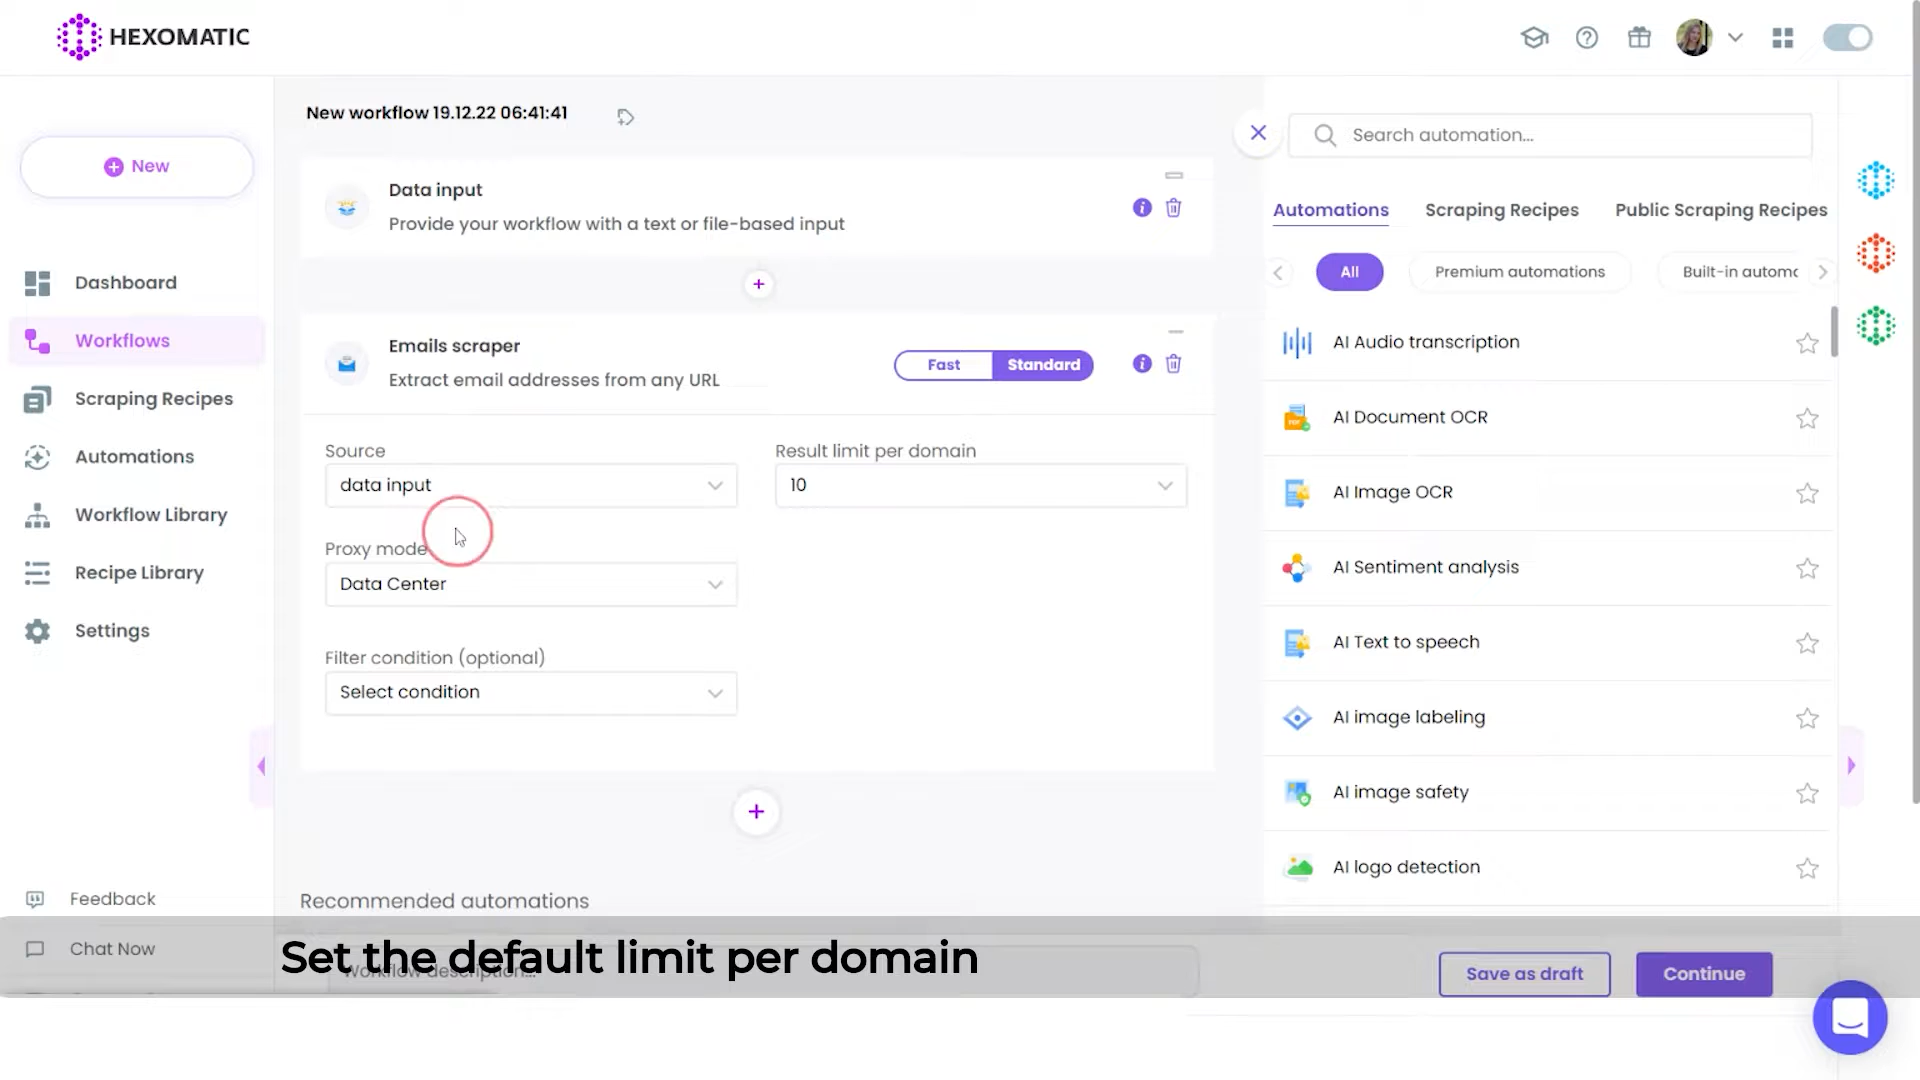 HEXOMATIC
New workflow 19.12.22 06:41:41
Search automation...
New
Data input
Provide your workflow with a text or file-based input
Automations
Scraping Recipes
Public Scraping Recipes
All
Premium automations
Built-in automa
Dashboard
Workflows
Scraping Recipes
Automations
Workflow Library
Recipe Library
Settings
Emails scraper
Extract email addresses from any URL
Fast
Standard
Source
data input
Result limit per domain
10
Proxy mode
Data Center
Filter condition (optional)
Select condition
AI Audio transcription
AI Document OCR
AI Image OCR
AI Sentiment analysis
AI Text to speech
AI image labeling
AI image safety
AI logo detection
Recommended automations
Feedback
Chat Now
Workflow description...
Set the default limit per domain
Save as draft
Continue